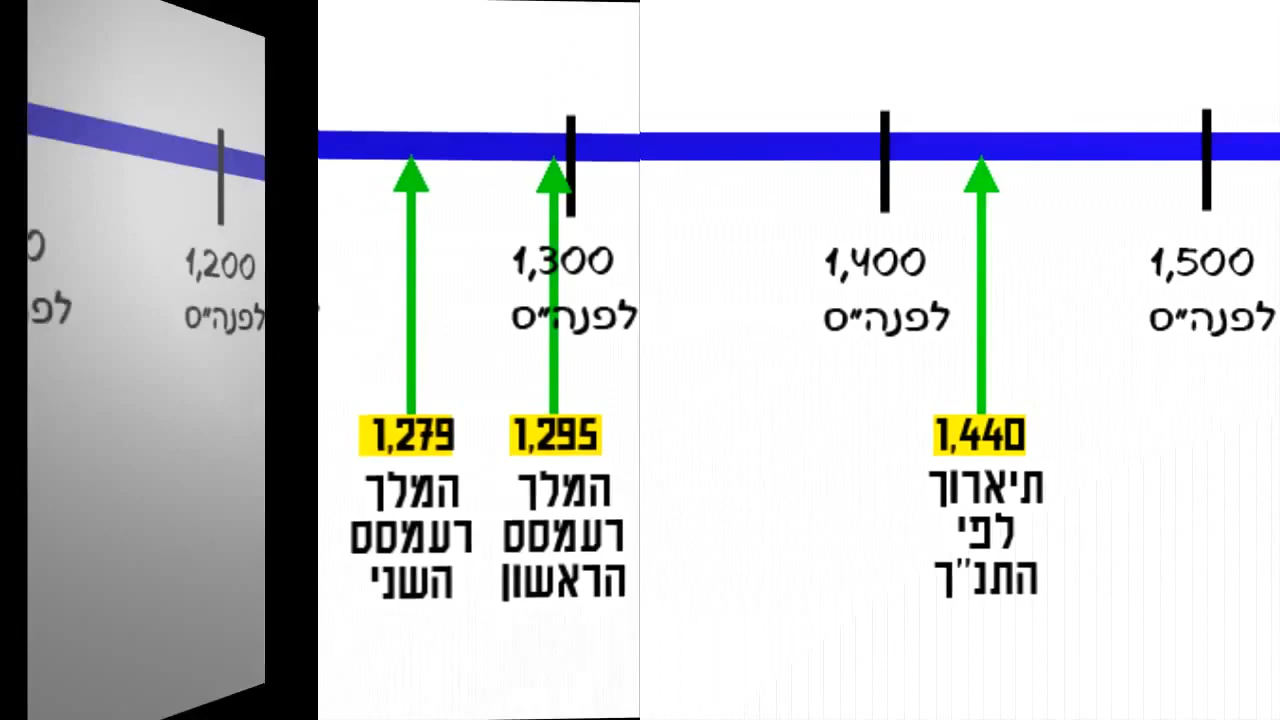 1,500
לפנה״ס
1,400
לפנה״ס
1,300
לפנה״ס
1,200
לפנה״ס
1,440
תיארוך
לפי
התנ״ך
1,295
המלך
רעמסס
הראשון
1,279
המלך
רעמסס
השני